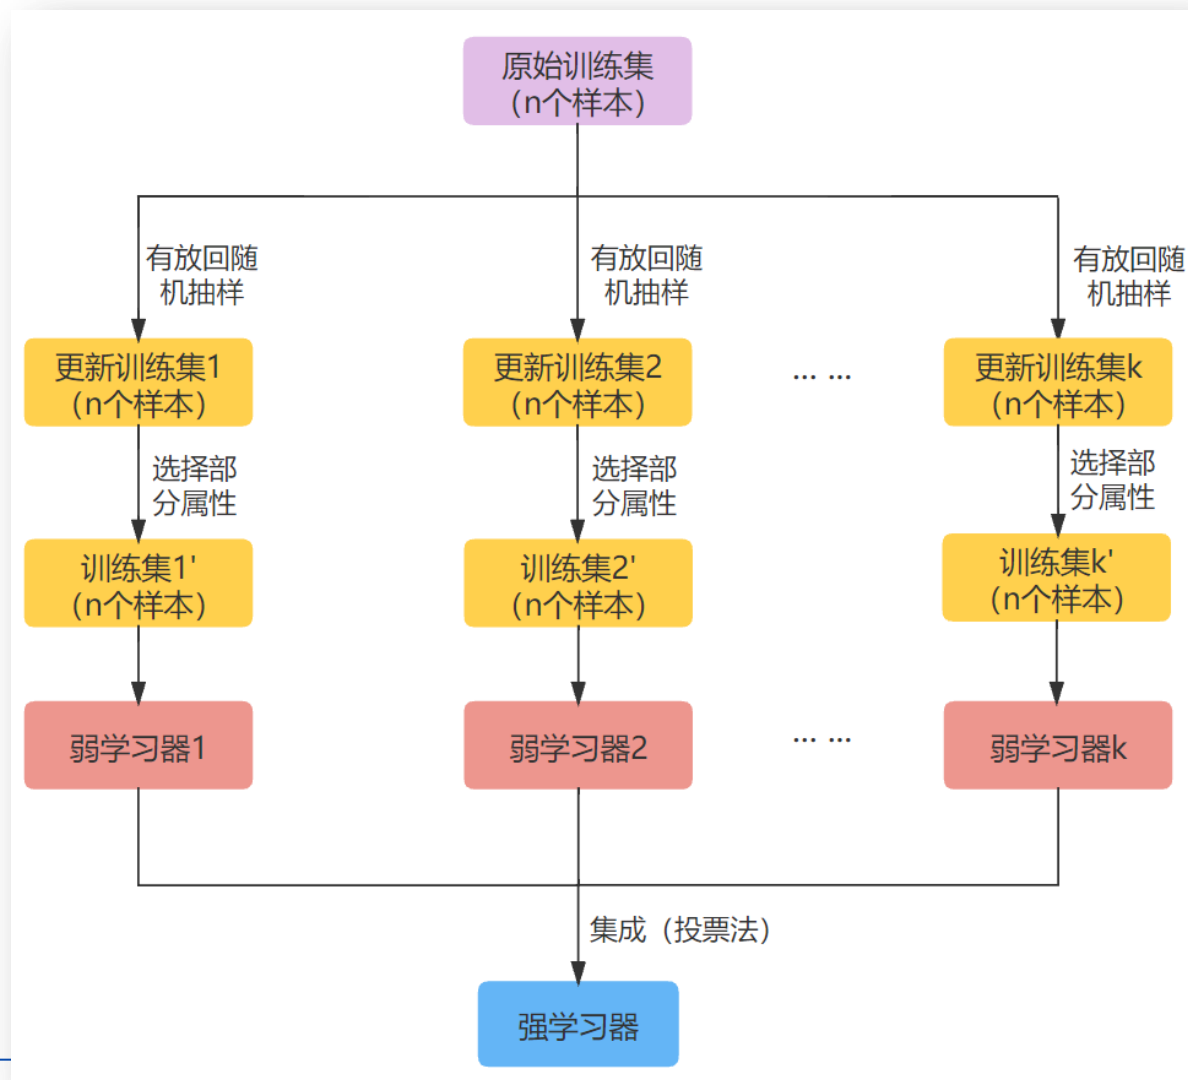 原始训练集
（n个样本）
有放回随
机抽样
有放回随
机抽样
有放回随
机抽样
更新训练集1
（n个样本）
更新训练集2
（n个样本）
... ...
更新训练集k
（n个样本）
选择部
分属性
选择部
分属性
选择部
分属性
训练集1'
（n个样本）
训练集2'
（n个样本）
训练集k'
（n个样本）
弱学习器1
弱学习器2
... ...
弱学习器k
集成（投票法）
强学习器